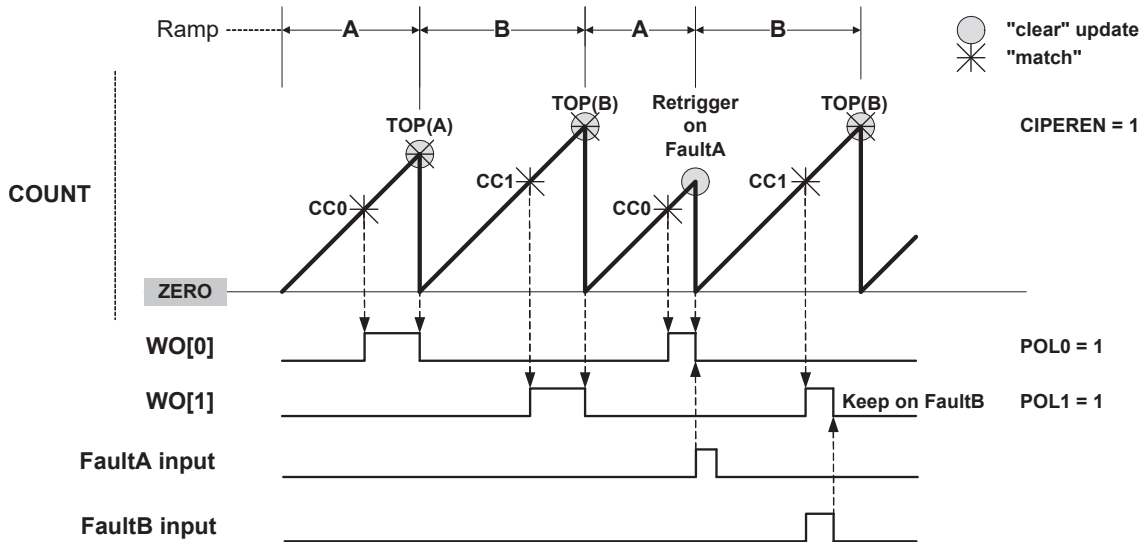 Ramp A B A B "clear" update
"match"
TOP(A) TOP(B) Retrigger TOP(B) CIPEREN = 1
on
FaultA
COUNT CC0 CC1 CC0 CC1
ZERO
WO[0] POL0 = 1
WO[1] Keep on FaultB POL1 = 1
FaultA input
FaultB input